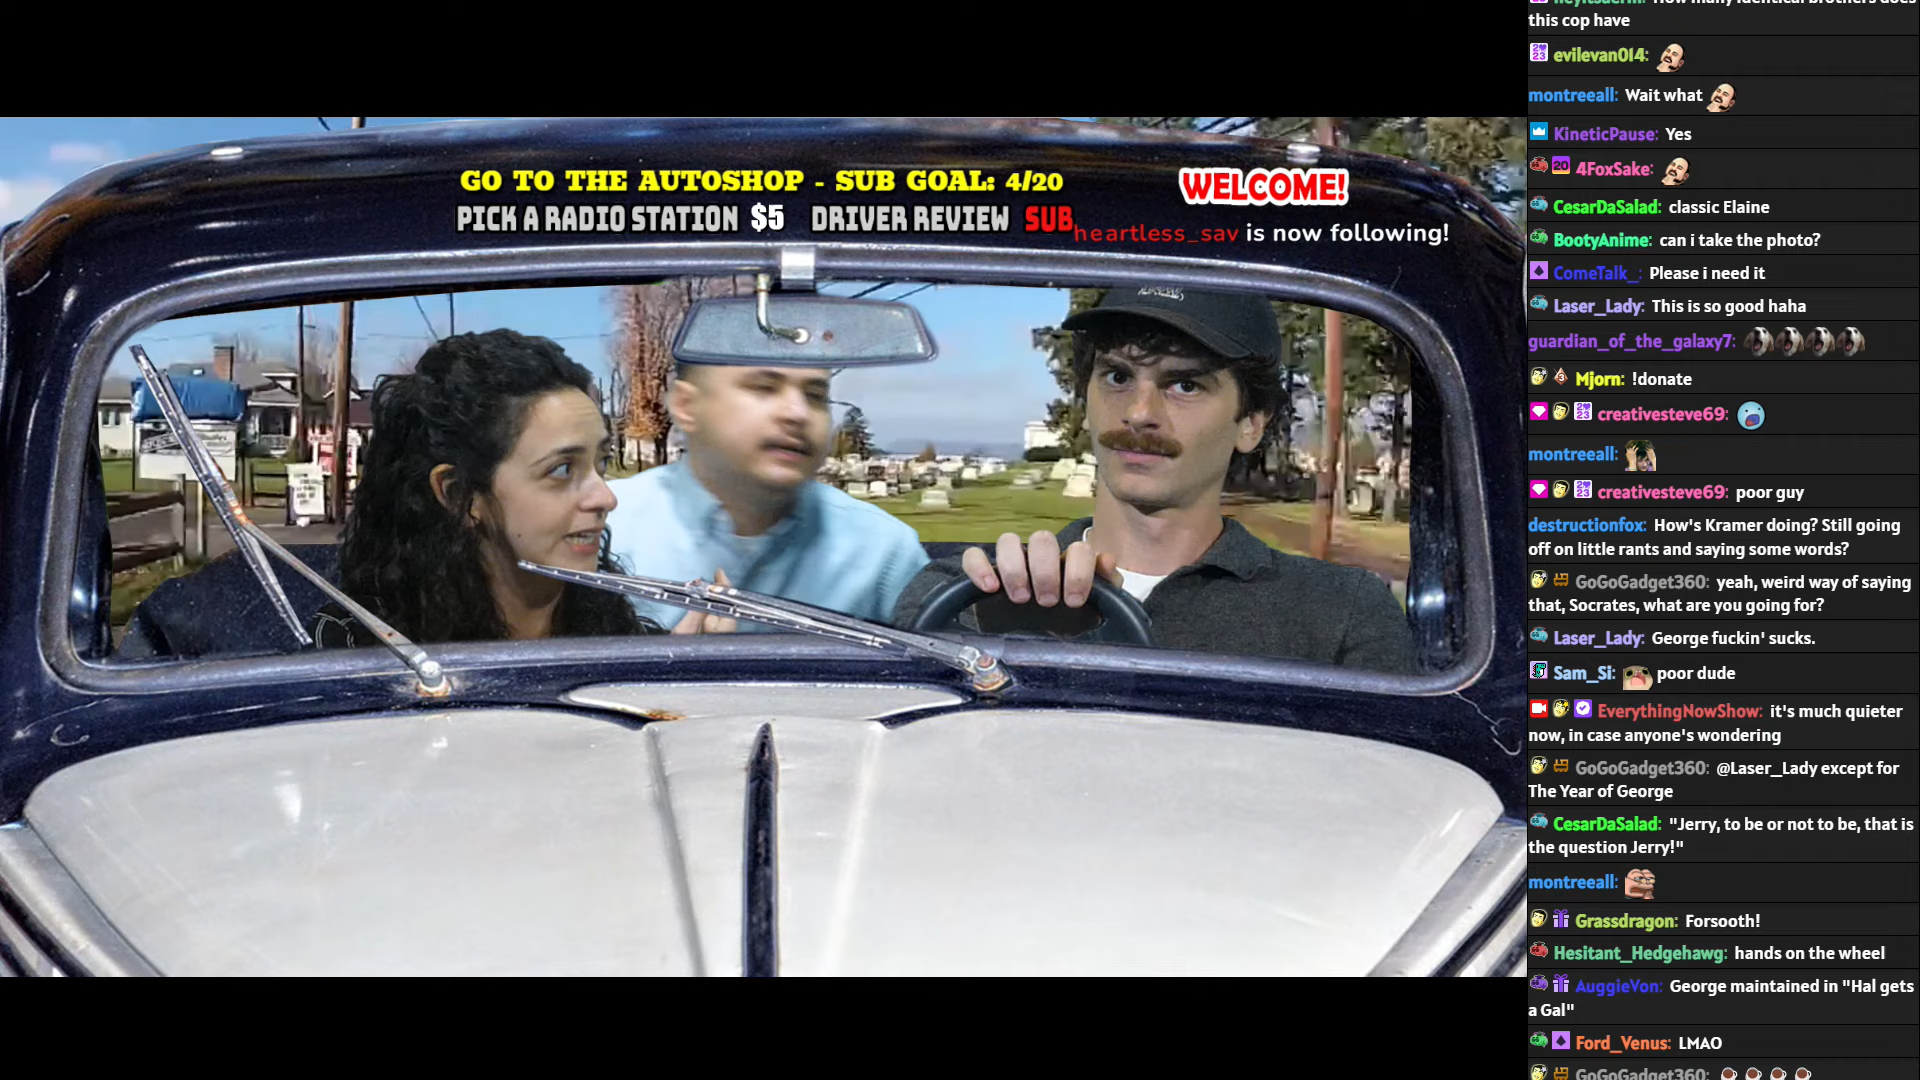 GO TO THE AUTOSHOP - SUB GOAL: 4/20
PICK A RADIO STATION $5 DRIVER REVIEW SUB
WELCOME!
heartless_sav is now following!
this cop have
evilevan014:
montreeall: Wait what
KineticPause: Yes
20 4FoxSake:
CesarDaSalad: classic Elaine
BootyAnime: can i take the photo?
ComeTalk_: Please i need it
Laser_Lady: This is so good haha
guardian_of_the_galaxy7:
Mjorn: !donate
creativesteve69:
montreeall:
creativesteve69: poor guy
destructionfox: How's Kramer doing? Still going
off on little rants and saying some words?
GoGoGadget360: yeah, weird way of saying
that, Socrates, what are you going for?
Laser_Lady: George fuckin' sucks.
Sam_Si: poor dude
EverythingNowShow: it's much quieter
now, in case anyone's wondering
GoGoGadget360: @Laser_Lady except for
The Year of George
CesarDaSalad: "Jerry, to be or not to be, that is
the question Jerry!"
montreeall:
Grassdragon: Forsooth!
Hesitant_Hedgehawg: hands on the wheel
AuggieVon: George maintained in "Hal gets
a Gal"
Ford_Venus: LMAO
GoGoGadget360: